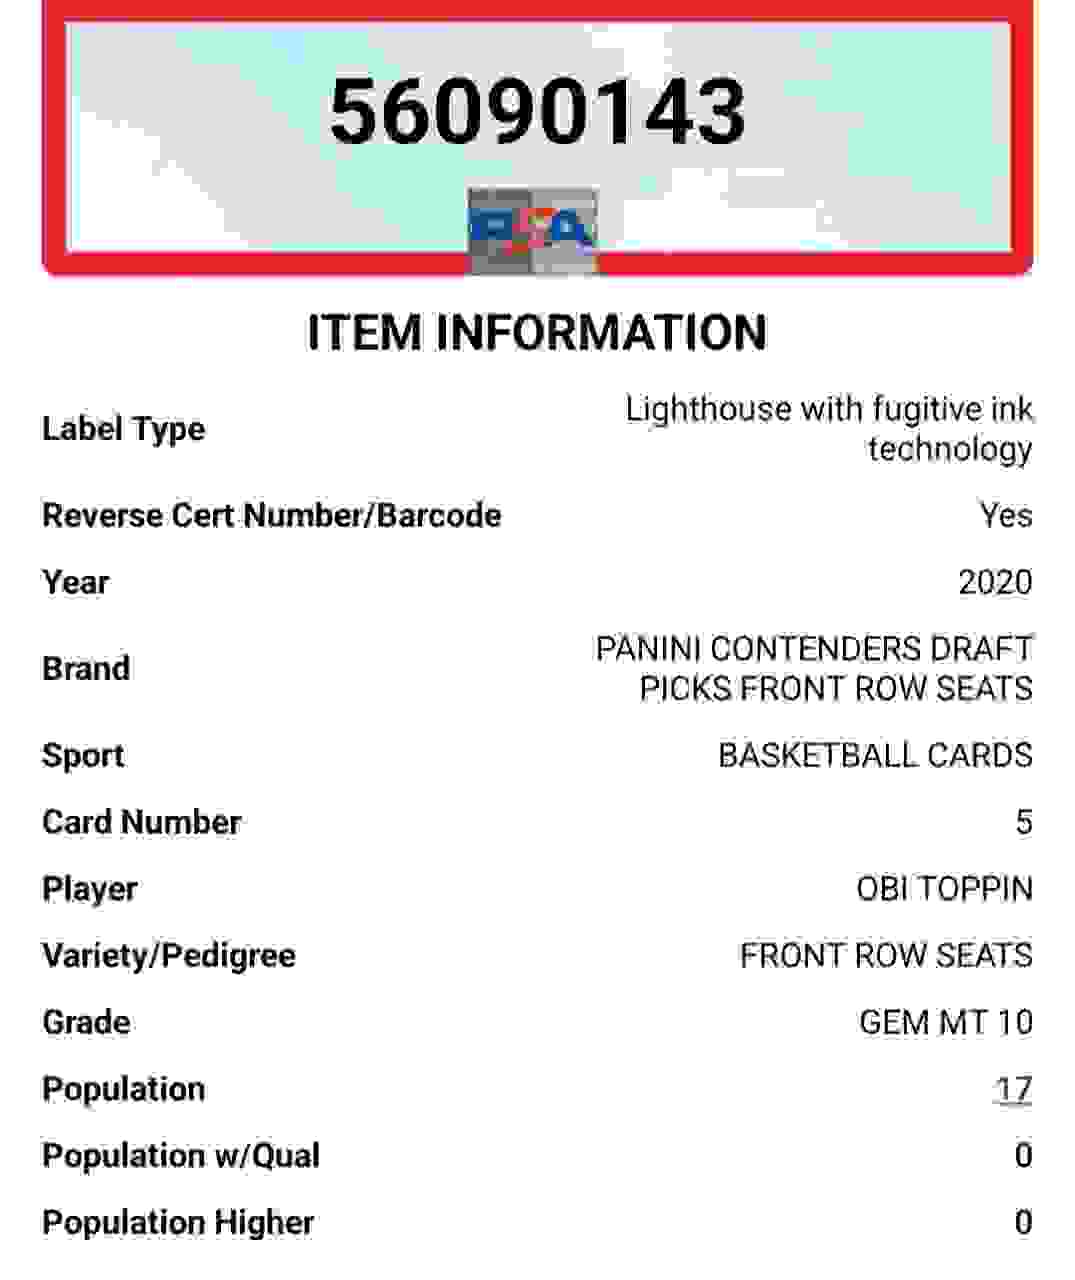 56090143
PSA
ITEM INFORMATION
Label Type Lighthouse with fugitive ink technology
Reverse Cert Number/Barcode Yes
Year 2020
Brand PANINI CONTENDERS DRAFT PICKS FRONT ROW SEATS
Sport BASKETBALL CARDS
Card Number 5
Player OBI TOPPIN
Variety/Pedigree FRONT ROW SEATS
Grade GEM MT 10
Population 17
Population w/Qual 0
Population Higher 0